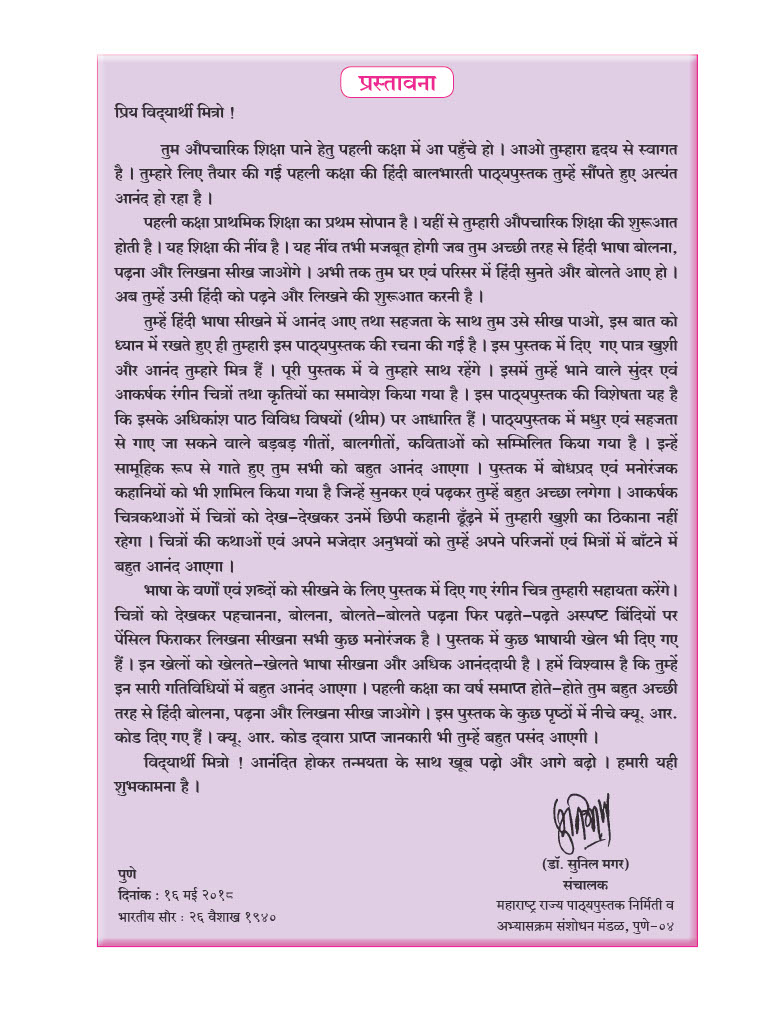 प्रस्तावना
प्रिय विद्‌यार्थी मित्रो !
तुम औपचारिक शिक्षा पाने हेतु पहली कक्षा में आ पहुँचे हो । आओ तुम्हारा हृदय से स्वागत
है । तुम्हारे लिए तैयार की गई पहली कक्षा की हिंदी बालभारती पाठ्‌यपुस्तक तुम्हें सौंपते हुए अत्यंत
आनंद हो रहा है ।
पहली कक्षा प्राथमिक शिक्षा का प्रथम सोपान है । यहीं से तुम्हारी औपचारिक शिक्षा की शुरूआत
होती है । यह शिक्षा की नींव है । यह नींव तभी मजबूत होगी जब तुम अच्छी तरह से हिंदी भाषा बोलना,
पढ़ना और लिखना सीख जाओगे । अभी तक तुम घर एवं परिसर में हिंदी सुनते और बोलते आए हो ।
अब तुम्हें उसी हिंदी को पढ़ने और लिखने की शुरूआत करनी है ।
तुम्हें हिंदी भाषा सीखने में आनंद आए तथा सहजता के साथ तुम उसे सीख पाओ, इस बात को
ध्यान में रखते हुए ही तुम्हारी इस पाठ्‌यपुस्तक की रचना की गई है । इस पुस्तक में दिए गए पात्र खुशी
और आनंद तुम्हारे मित्र हैं । पूरी पुस्तक में वे तुम्हारे साथ रहेंगे । इसमें तुम्हें भाने वाले सुंदर एवं
आकर्षक रंगीन चित्रों तथा कृतियों का समावेश किया गया है । इस पाठ्‌यपुस्तक की विशेषता यह है
कि इसके अधिकांश पाठ विविध विषयों (थीम) पर आधारित हैं । पाठ्‌यपुस्तक में मधुर एवं सहजता
से गाए जा सकने वाले बड़बड़ गीतों, बालगीतों, कविताओं को सम्मिलित किया गया है । इन्हें
सामूहिक रूप से गाते हुए तुम सभी को बहुत आनंद आएगा । पुस्तक में बोधप्रद एवं मनोरंजक
कहानियों को भी शामिल किया गया है जिन्हें सुनकर एवं पढ़कर तुम्हें बहुत अच्छा लगेगा । आकर्षक
चित्रकथाओं में चित्रों को देख-देखकर उनमें छिपी कहानी ढूँढ़ने में तुम्हारी खुशी का ठिकाना नहीं
रहेगा । चित्रों की कथाओं एवं अपने मजेदार अनुभवों को तुम्हें अपने परिजनों एवं मित्रों में बाँटने में
बहुत आनंद आएगा ।
भाषा के वर्णों एवं शब्दों को सीखने के लिए पुस्तक में दिए गए रंगीन चित्र तुम्हारी सहायता करेंगे।
चित्रों को देखकर पहचानना, बोलना, बोलते-बोलते पढ़ना फिर पढ़ते-पढ़ते अस्पष्ट बिंदियों पर
पेंसिल फिराकर लिखना सीखना सभी कुछ मनोरंजक है । पुस्तक में कुछ भाषायी खेल भी दिए गए
हैं । इन खेलों को खेलते-खेलते भाषा सीखना और अधिक आनंददायी है । हमें विश्वास है कि तुम्हें
इन सारी गतिविधियों में बहुत आनंद आएगा । पहली कक्षा का वर्ष समाप्त होते-होते तुम बहुत अच्छी
तरह से हिंदी बोलना, पढ़ना और लिखना सीख जाओगे । इस पुस्तक के कुछ पृष्ठों में नीचे क्यू. आर.
कोड दिए गए हैं । क्यू. आर. कोड द्‌वारा प्राप्त जानकारी भी तुम्हें बहुत पसंद आएगी ।
विद्‌यार्थी मित्रो ! आनंदित होकर तन्मयता के साथ खूब पढ़ो और आगे बढ़ो । हमारी यही
शुभकामना है ।
(डॉ. सुनिल मगर)
संचालक
महाराष्ट्र राज्य पाठ्‌यपुस्तक निर्मिती व
अभ्यासक्रम संशोधन मंडळ, पुणे-०४
पुणे
दिनांक : १६ मई २०१८
भारतीय सौर : २६ वैशाख १९४०